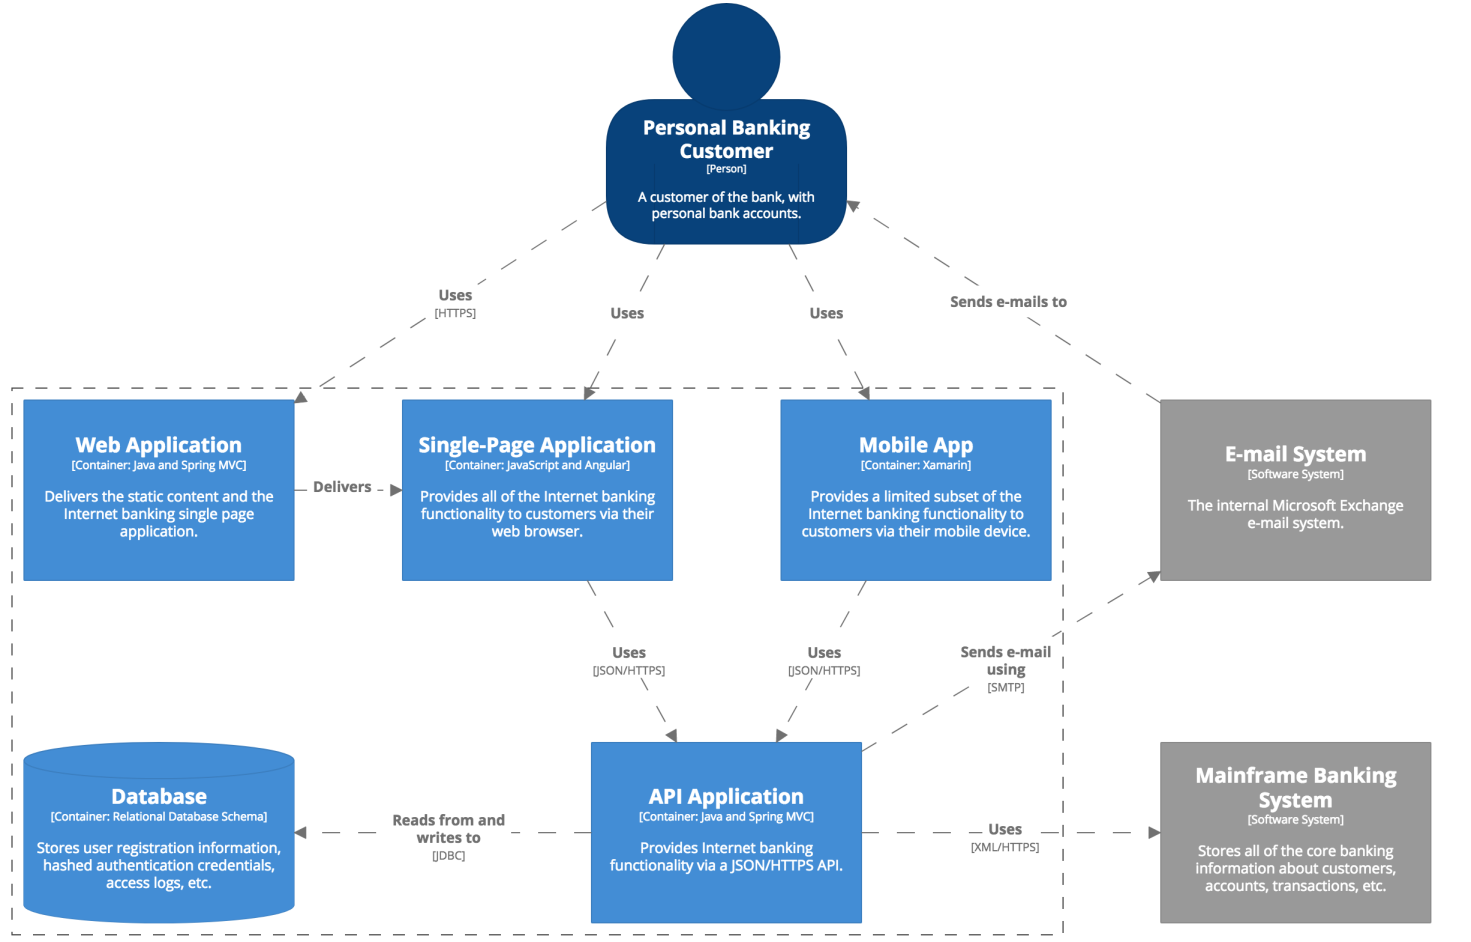 Personal Banking
Customer
[Person]
A customer of the bank, with
personal bank accounts.
Uses
[HTTPS]
Uses
Uses
Sends e-mails to
Web Application
[Container: Java and Spring MVC]
Delivers the static content and the
Internet banking single page
application.
Delivers
Single-Page Application
[Container: JavaScript and Angular]
Provides all of the Internet banking
functionality to customers via their
web browser.
Mobile App
[Container: Xamarin]
Provides a limited subset of the
Internet banking functionality to
customers via their mobile device.
E-mail System
[Software System]
The internal Microsoft Exchange
e-mail system.
Uses
[JSON/HTTPS]
Uses
[JSON/HTTPS]
Sends e-mail
using
[SMTP]
Database
[Container: Relational Database Schema]
Stores user registration information,
hashed authentication credentials,
access logs, etc.
Reads from and
writes to
[JDBC]
API Application
[Container: Java and Spring MVC]
Provides Internet banking
functionality via a JSON/HTTPS API.
Uses
[XML/HTTPS]
Mainframe Banking
System
[Software System]
Stores all of the core banking
information about customers,
accounts, transactions, etc.